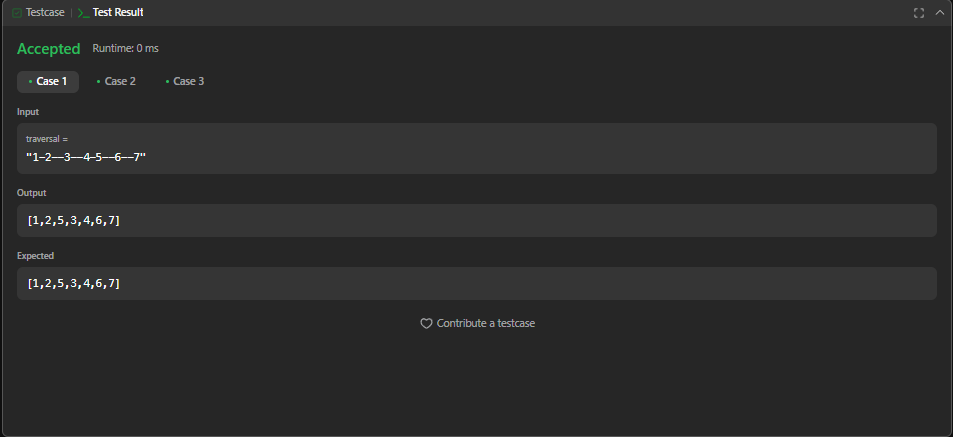 Testcase | >_ Test Result
Accepted Runtime: 0 ms
Case 1 Case 2 Case 3
Input
traversal =
"1-2--3--4-5--6--7"
Output
[1,2,5,3,4,6,7]
Expected
[1,2,5,3,4,6,7]
Contribute a testcase